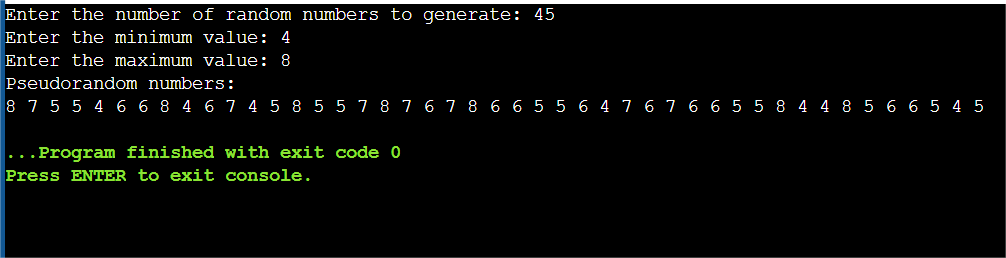 Enter the number of random numbers to generate: 45
Enter the minimum value: 4
Enter the maximum value: 8
Pseudorandom numbers:
8 7 5 5 4 6 6 8 4 6 7 4 5 8 5 5 7 8 7 6 7 8 6 6 5 5 6 4 7 6 7 6 6 5 5 8 4 4 8 5 6 6 5 4 5
...Program finished with exit code 0
Press ENTER to exit console.